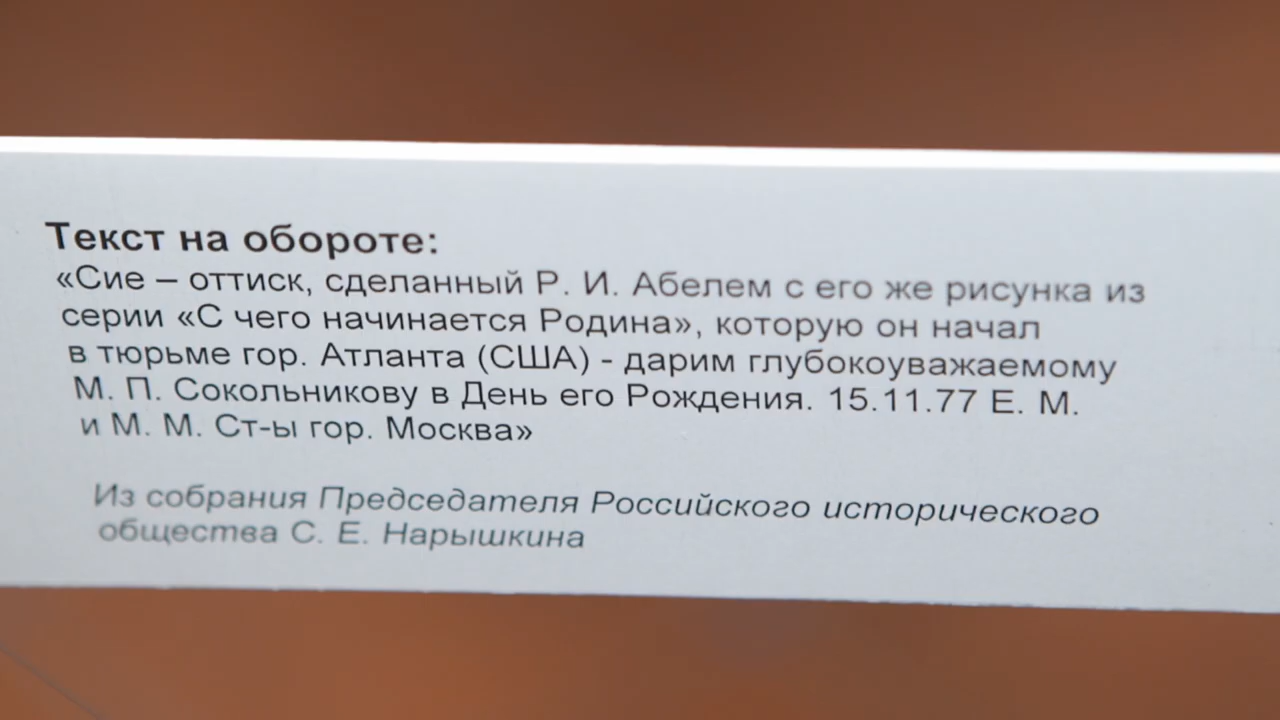 Текст на обороте:
«Сие – оттиск, сделанный Р. И. Абелем с его же рисунка из
серии «С чего начинается Родина», которую он начал
в тюрьме гор. Атланта (США) - дарим глубокоуважаемому
М. П. Сокольникову в День его Рождения. 15.11.77 Е. М.
и М. М. Ст-ы гор. Москва»
Из собрания Председателя Российского исторического
общества С. Е. Нарышкина